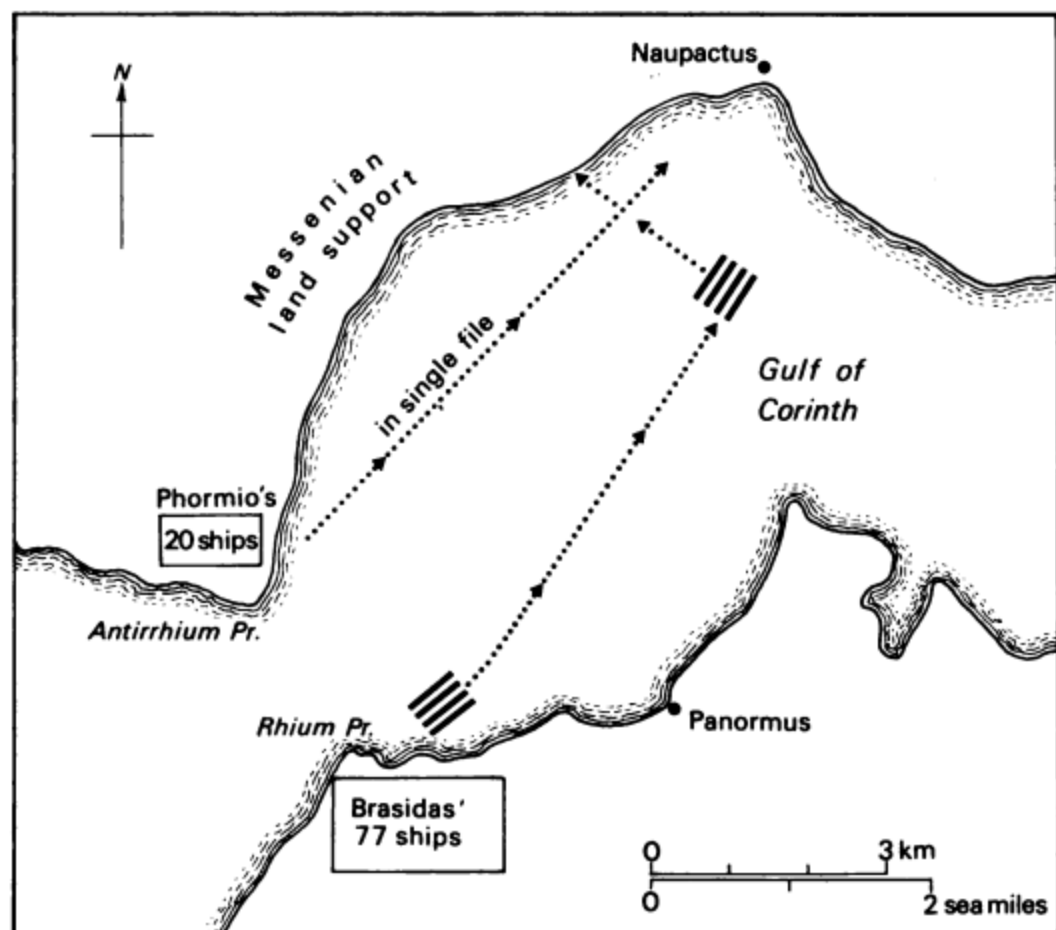 Naupactus
N
Messenian
land support
in single file
Gulf of
Corinth
Phormio's
20 ships
Antirrhium Pr.
Rhium Pr.
Panormus
Brasidas'
77 ships
0 3 km
0 2 sea miles